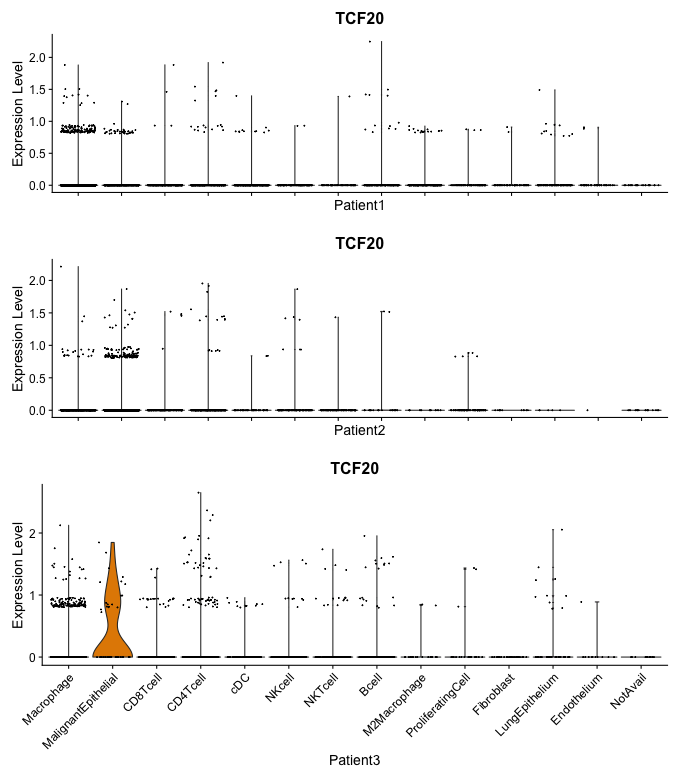 TCF20
Expression Level
2.0
1.5
1.0
0.5
0.0
Patient1
TCF20
Expression Level
2.0
1.5
1.0
0.5
0.0
Patient2
TCF20
Expression Level
2
1
0
Macrophage
MalignantEpithelial
CD8Tcell
CD4Tcell
cDC
NKcell
NKTcell
Bcell
M2Macrophage
ProliferatingCell
Fibroblast
LungEpithelium
Endothelium
NotAvail
Patient3